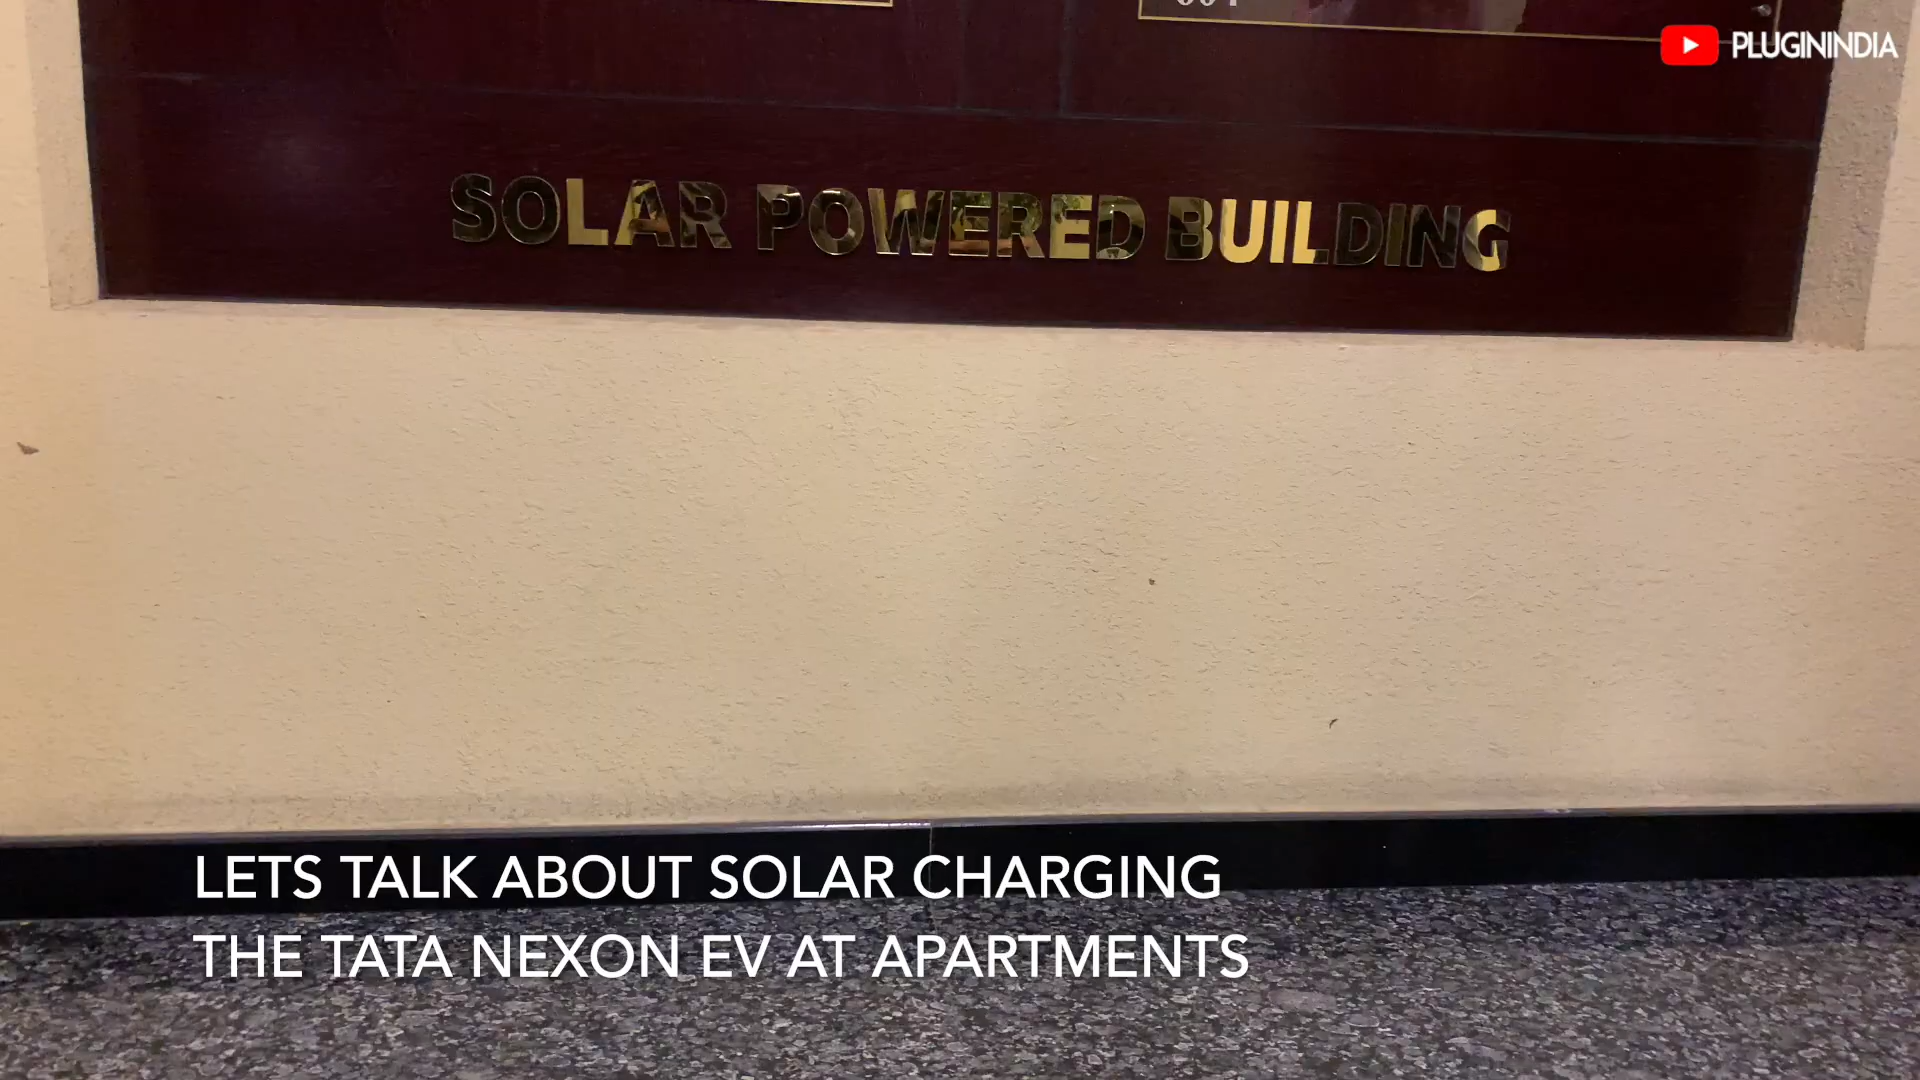 PLUGININDIA
SOLAR POWERED BUILDING
LETS TALK ABOUT SOLAR CHARGING
THE TATA NEXON EV AT APARTMENTS